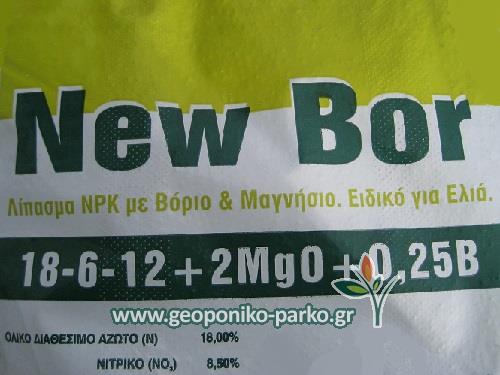 New Bor
Λίπασμα NPK με Βόριο & Μαγνήσιο. Ειδικό για Ελιά.
18-6-12+2MgO+0,25B
www.geoponiko-parko.gr
ΟΛΙΚΟ ΔΙΑΘΕΣΙΜΟ ΑΖΩΤΟ (N) 18,00%
ΝΙΤΡΙΚΟ (NO₃) 8,50%